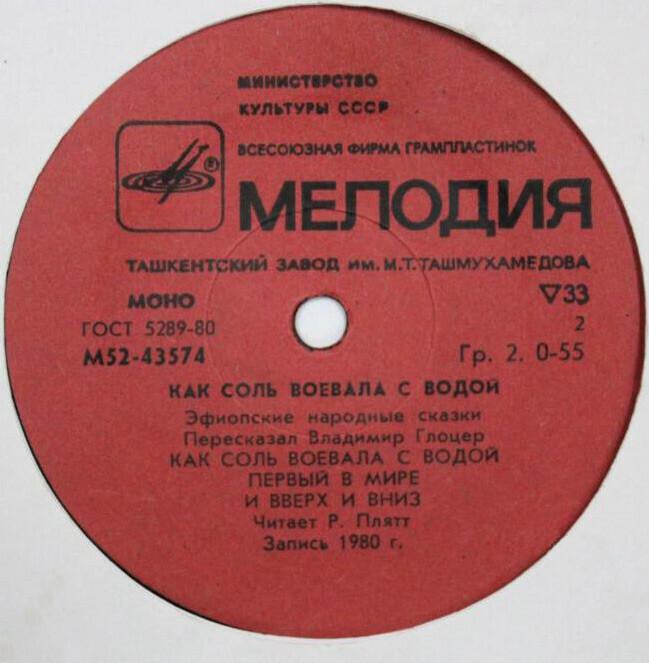 МИНИСТЕРСТВО
КУЛЬТУРЫ СССР
ВСЕСОЮЗНАЯ ФИРМА ГРАМПЛАСТИНОК
®
МЕЛОДИЯ
ТАШКЕНТСКИЙ ЗАВОД ИМ. М.Т.ТАШМУХАМЕДОВА
МОНО ▽33
ГОСТ 5289-80 2
М52-43574 Гр. 2. 0-55
КАК СОЛЬ ВОЕВАЛА С ВОДОЙ
Эфиопские народные сказки
Пересказал Владимир Глоцер
КАК СОЛЬ ВОЕВАЛА С ВОДОЙ
ПЕРВЫЙ В МИРЕ
И ВВЕРХ И ВНИЗ
Читает Р. Плятт
Запись 1980 г.